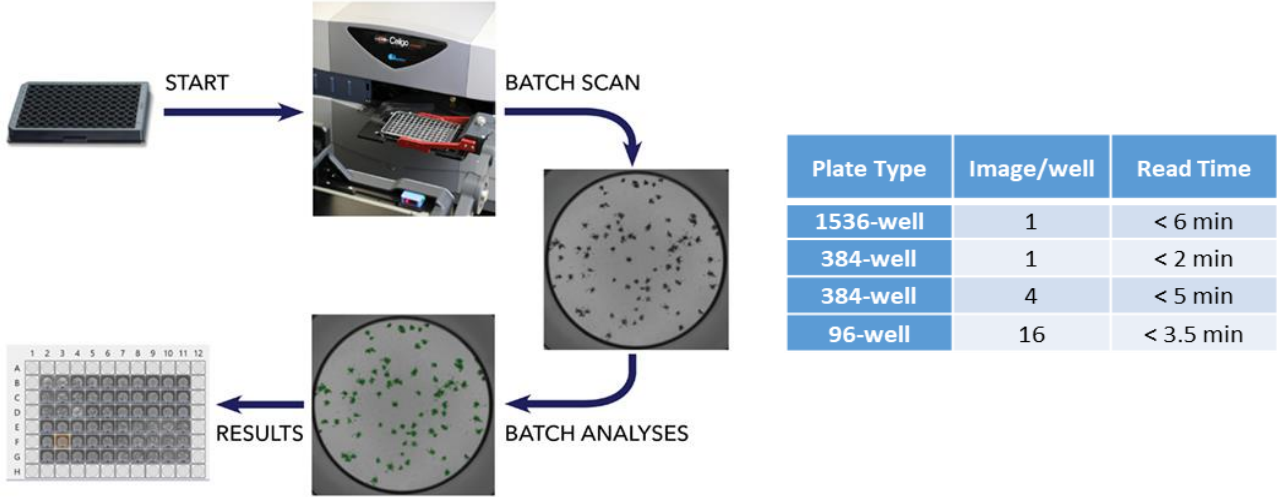 START
Celigo
BATCH SCAN
BATCH ANALYSES
RESULTS
1 2 3 4 5 6 7 8 9 10 11 12
A
B
C
D
E
F
G
H
Plate Type Image/well Read Time
1536-well 1 < 6 min
384-well 1 < 2 min
384-well 4 < 5 min
96-well 16 < 3.5 min